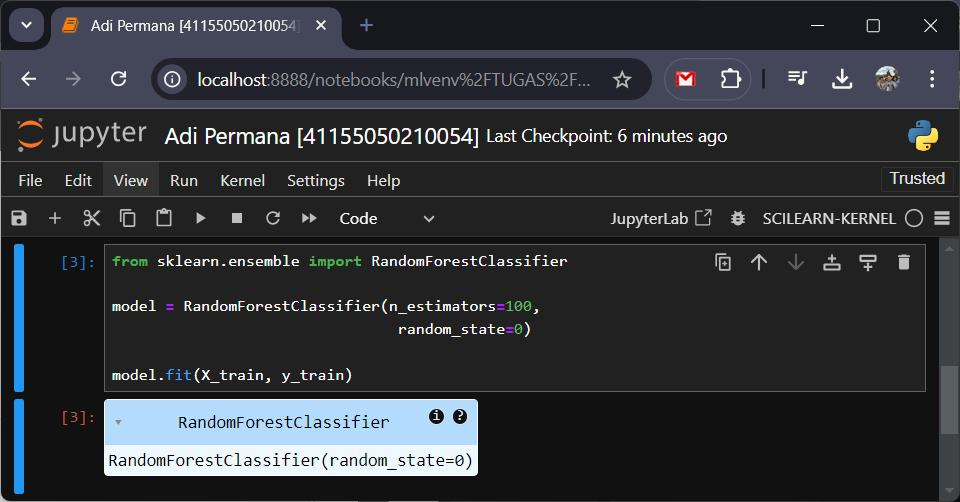 Adi Permana [41155050210054]
localhost:8888/notebooks/mlvenv%2FTUGAS%2F...
jupyter Adi Permana [41155050210054] Last Checkpoint: 6 minutes ago
File Edit View Run Kernel Settings Help Trusted
Code JupyterLab SCILEARN-KERNEL
[3]: from sklearn.ensemble import RandomForestClassifier
model = RandomForestClassifier(n_estimators=100,
random_state=0)
model.fit(X_train, y_train)
[3]: RandomForestClassifier i ?
RandomForestClassifier(random_state=0)